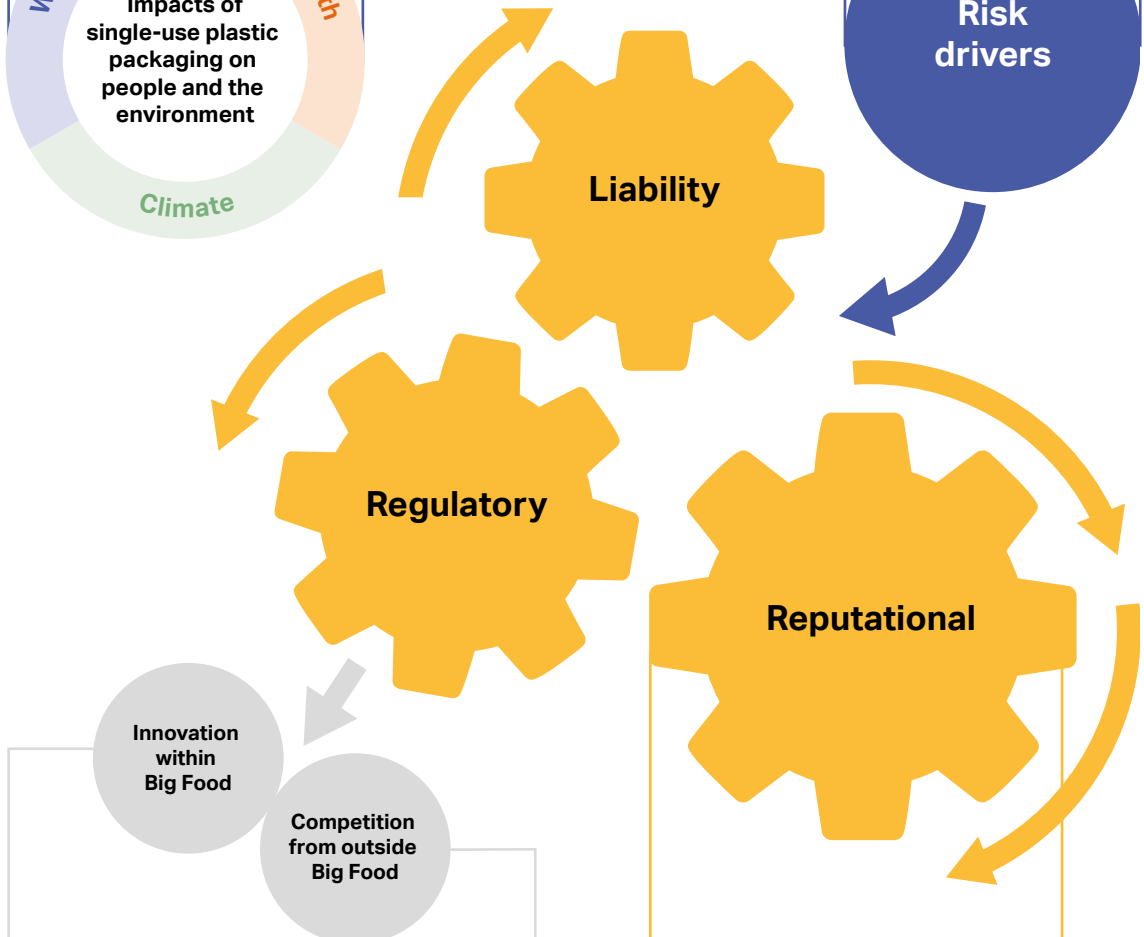 Impacts of
single-use plastic
packaging on
people and the
environment
Climate
Risk
drivers
Liability
Regulatory
Reputational
Innovation
within
Big Food
Competition
from outside
Big Food